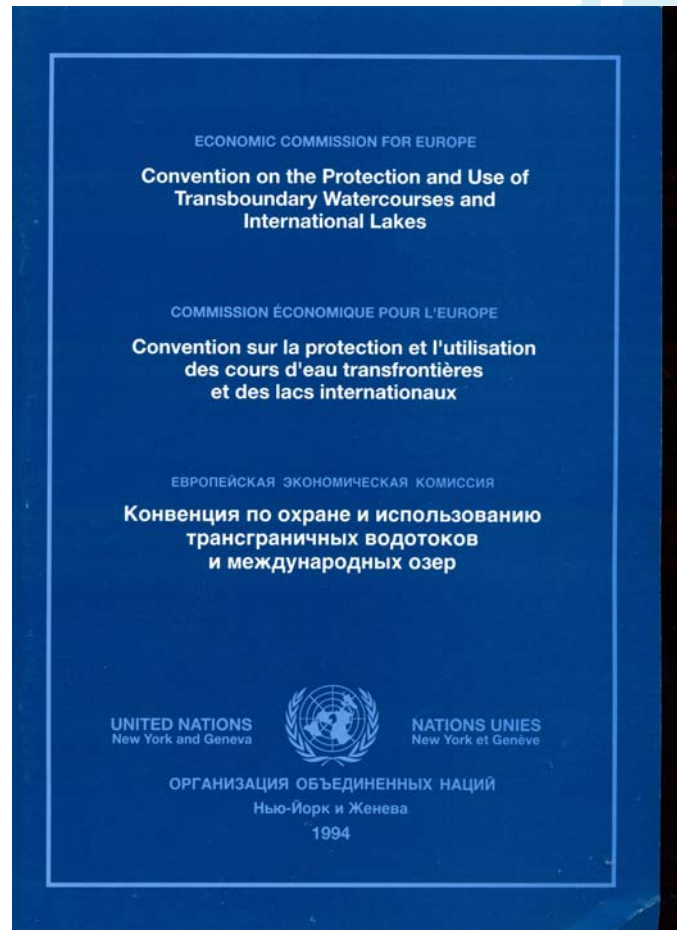 ECONOMIC COMMISSION FOR EUROPE
Convention on the Protection and Use of
Transboundary Watercourses and
International Lakes
COMMISSION ÉCONOMIQUE POUR L'EUROPE
Convention sur la protection et l'utilisation
des cours d'eau transfrontières
et des lacs internationaux
ЕВРОПЕЙСКАЯ ЭКОНОМИЧЕСКАЯ КОМИССИЯ
Конвенция по охране и использованию
трансграничных водотоков
и международных озер
UNITED NATIONS
New York and Geneva
NATIONS UNIES
New York et Genève
ОРГАНИЗАЦИЯ ОБЪЕДИНЕННЫХ НАЦИЙ
Нью-Йорк и Женева
1994